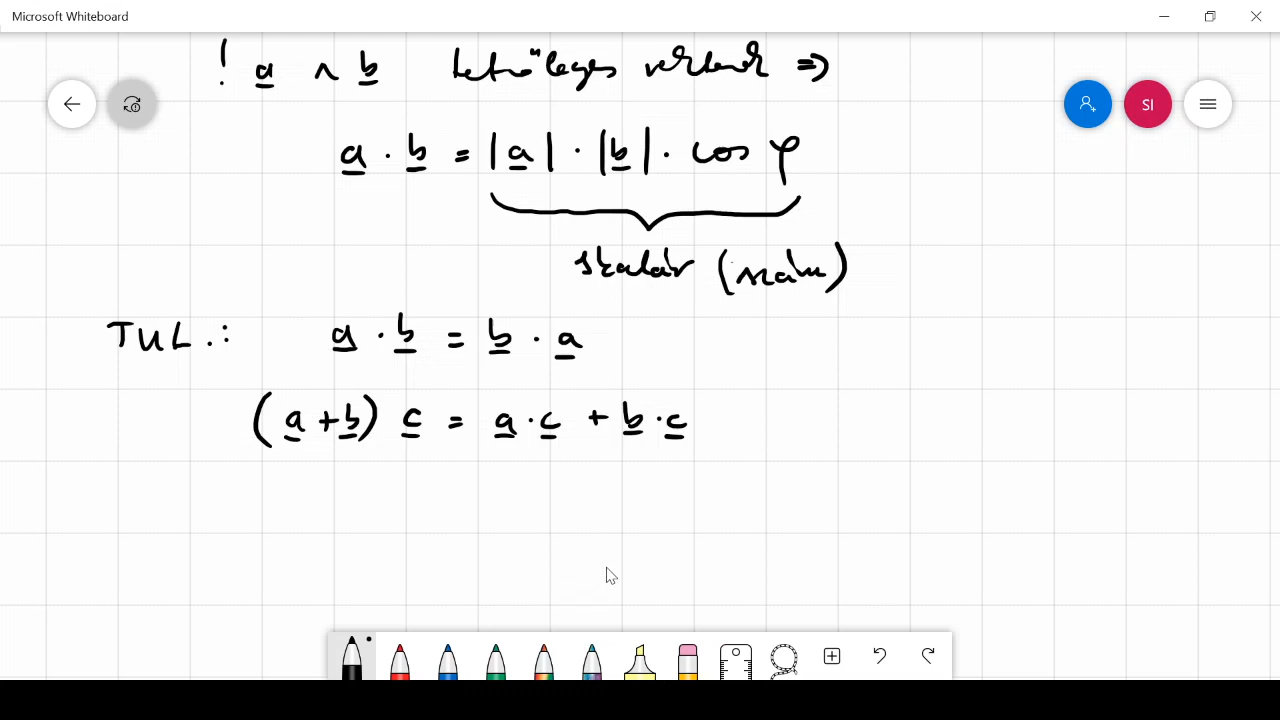 Microsoft Whiteboard
! a ∧ b tetszőleges vektorok ⇒
SI
a · b = |a| · |b| · cos φ
skalár (szám)
TUL.: a · b = b · a
(a + b) c = a · c + b · c